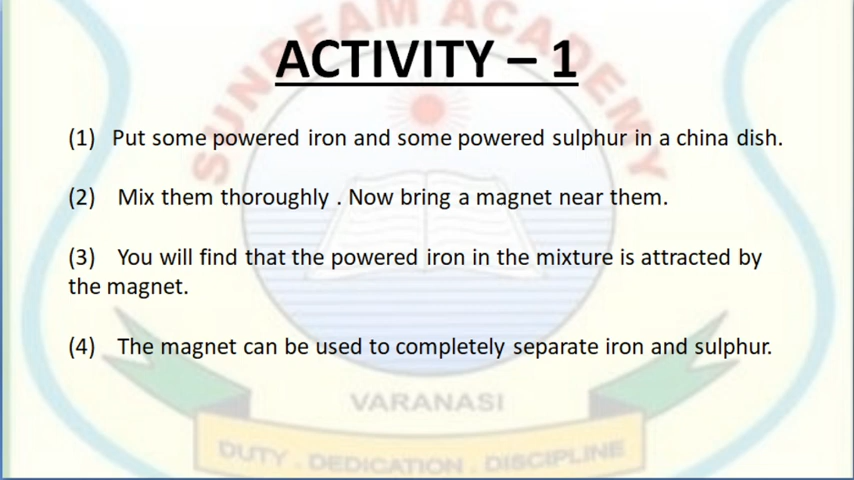 SUNBEAM ACADEMY
ACTIVITY – 1
(1) Put some powered iron and some powered sulphur in a china dish.
(2) Mix them thoroughly . Now bring a magnet near them.
(3) You will find that the powered iron in the mixture is attracted by
the magnet.
(4) The magnet can be used to completely separate iron and sulphur.
VARANASI
DUTY . DEDICATION . DISCIPLINE